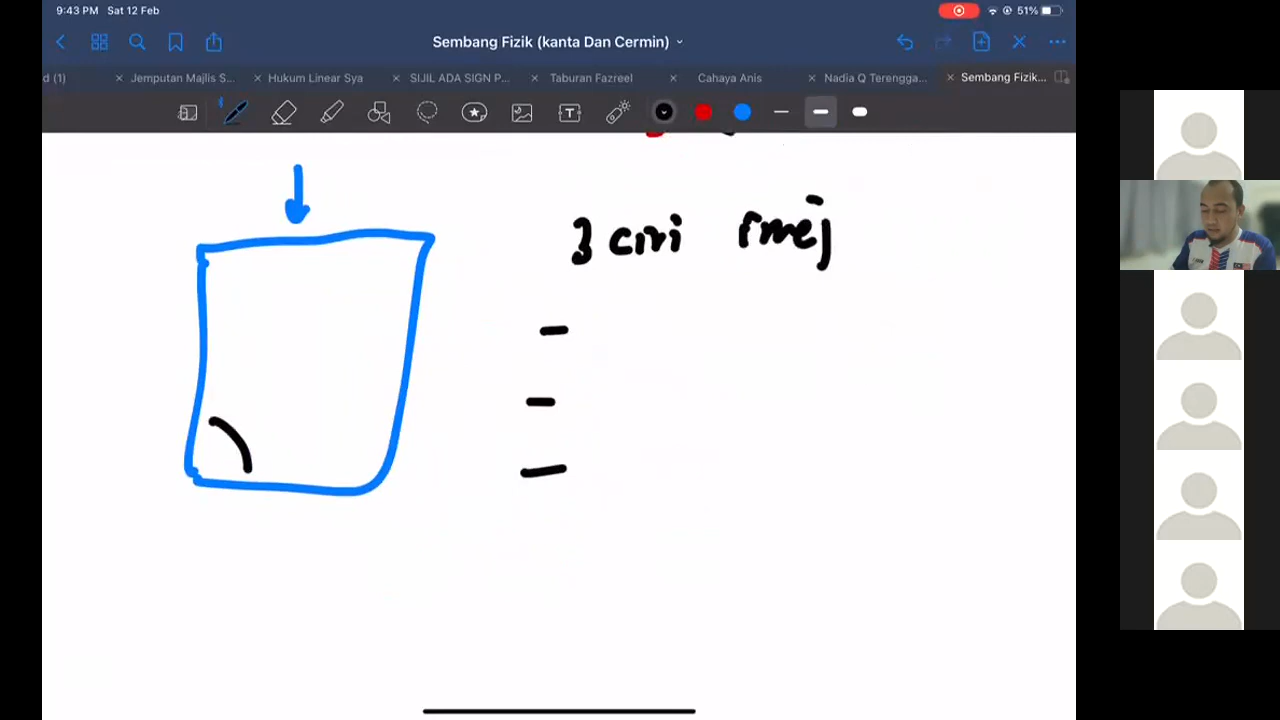 9:43 PM Sat 12 Feb
51%
Sembang Fizik (kanta Dan Cermin)
d (1)
Jemputan Majlis S...
Hukum Linear Sya
SIJIL ADA SIGN P...
Taburan Fazreel
Cahaya Anis
Nadia Q Terengga...
Sembang Fizik...
T
3 ciri imej
-
-
-